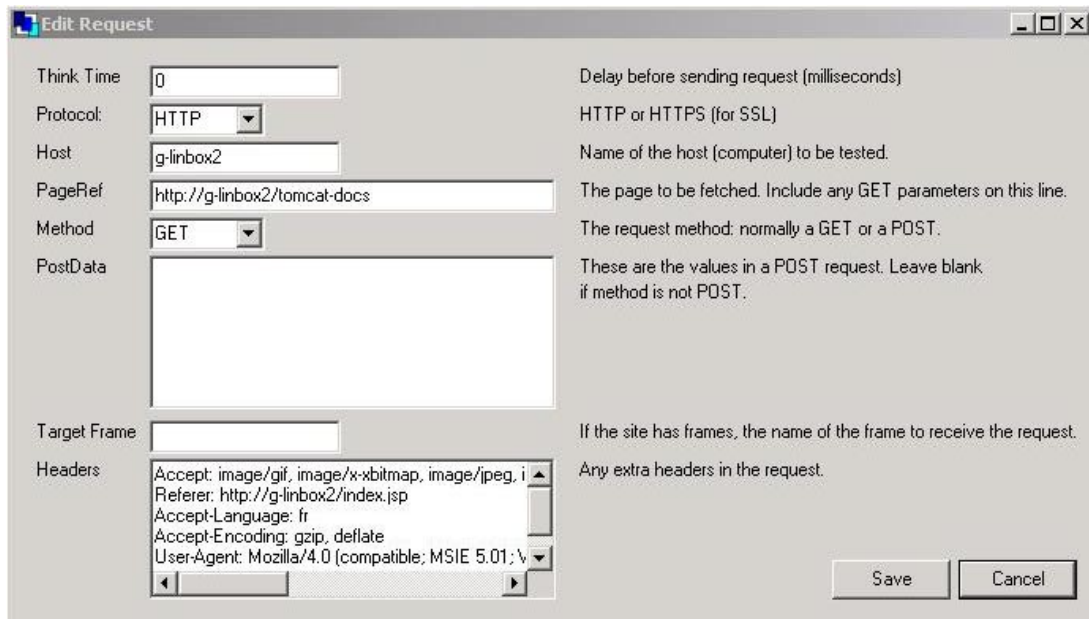 Edit Request
Think Time 0 Delay before sending request (milliseconds)
Protocol: HTTP HTTP or HTTPS (for SSL)
Host g-linbox2 Name of the host (computer) to be tested.
PageRef http://g-linbox2/tomcat-docs The page to be fetched. Include any GET parameters on this line.
Method GET The request method: normally a GET or a POST.
PostData These are the values in a POST request. Leave blank
if method is not POST.
Target Frame If the site has frames, the name of the frame to receive the request.
Headers Accept: image/gif, image/x-xbitmap, image/jpeg, i Any extra headers in the request.
Referer: http://g-linbox2/index.jsp
Accept-Language: fr
Accept-Encoding: gzip, deflate
User-Agent: Mozilla/4.0 (compatible; MSIE 5.01;
Save Cancel